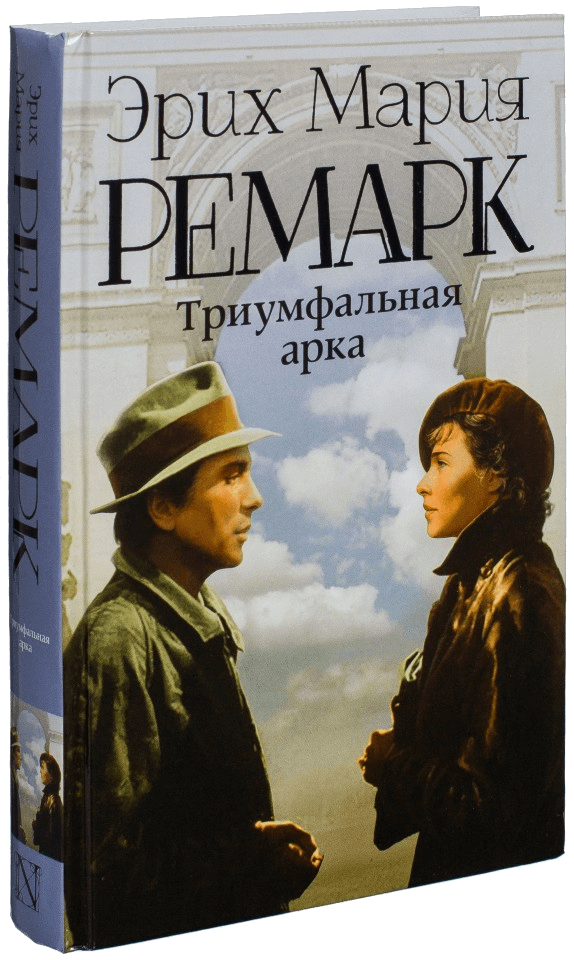 Эрих Мария
РЕМАРК
Триумфальная
арка
Эрих
Мария
РЕМАРК
Триумфальная
арка